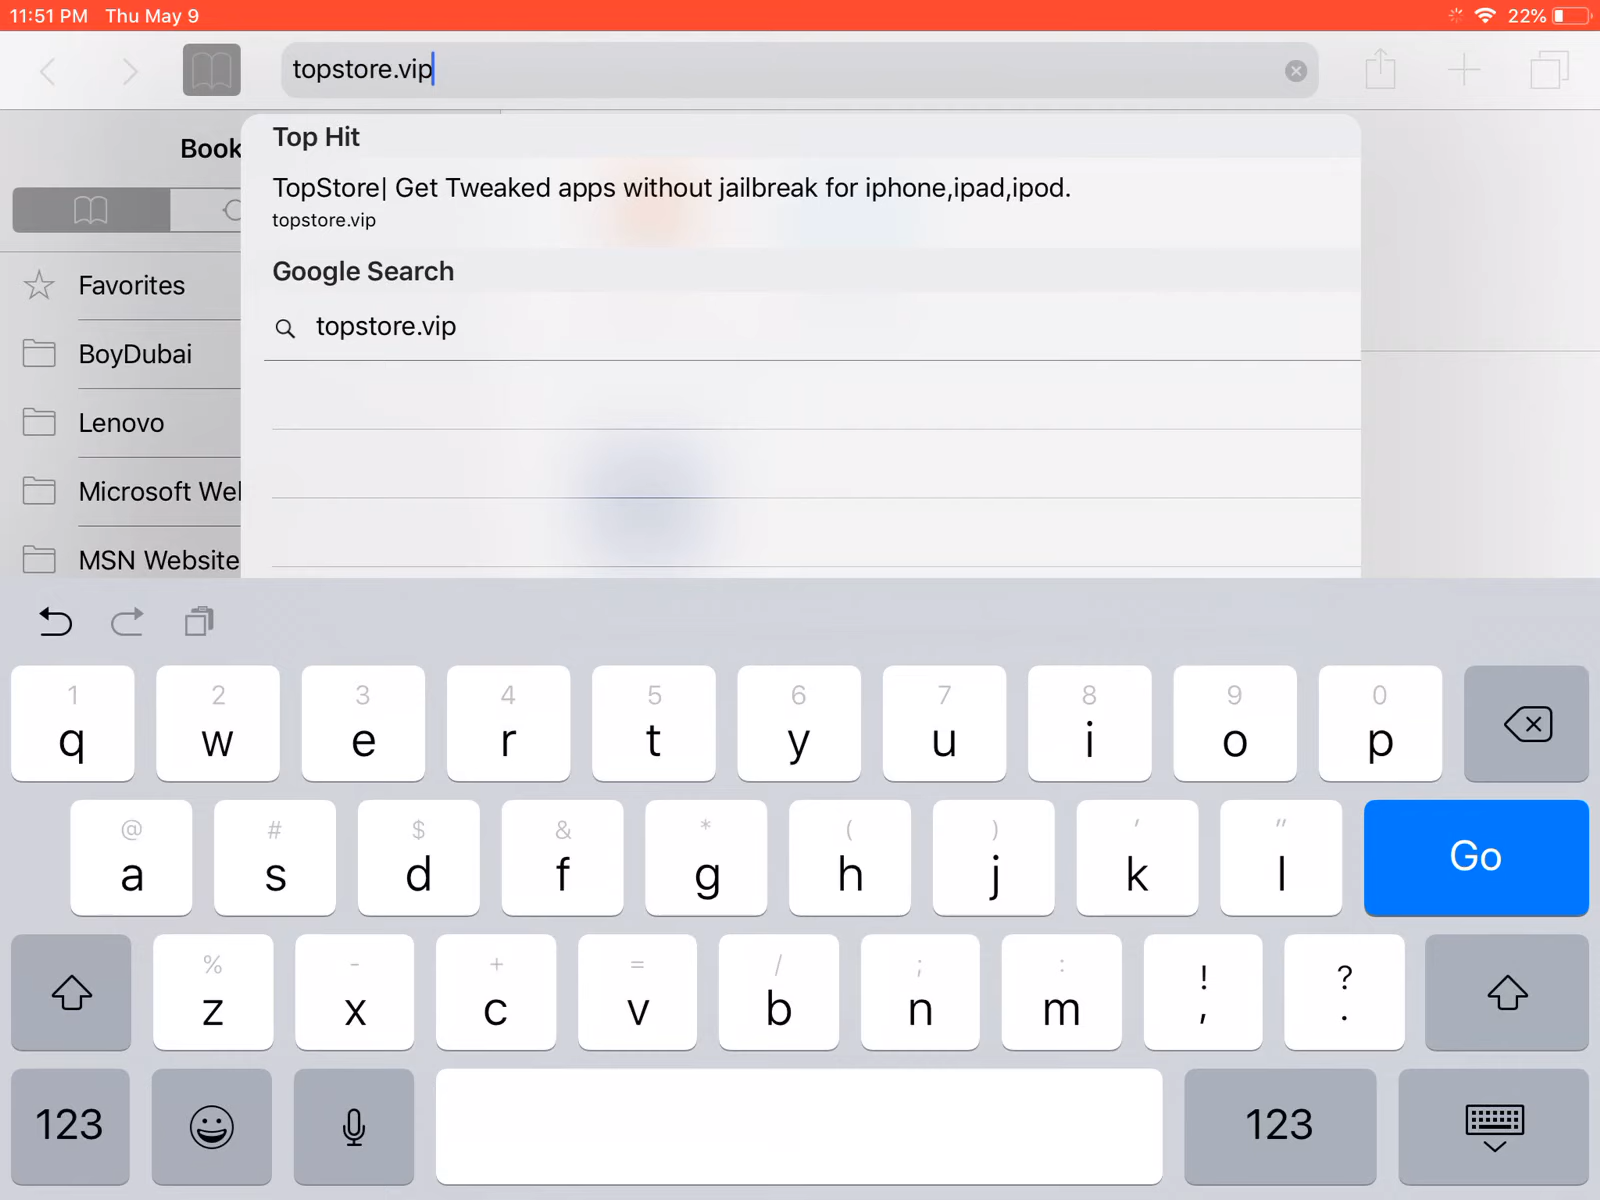 11:51 PM Thu May 9
22%
topstore.vip
Book
Top Hit
TopStore| Get Tweaked apps without jailbreak for iphone,ipad,ipod.
topstore.vip
Google Search
topstore.vip
Favorites
BoyDubai
Lenovo
Microsoft We
MSN Website
1 2 3 4 5 6 7 8 9 0
q w e r t y u i o p
@ # $ & * ( ) ' "
a s d f g h j k l Go
% - + = / ; : ! ?
z x c v b n m , .
123 123